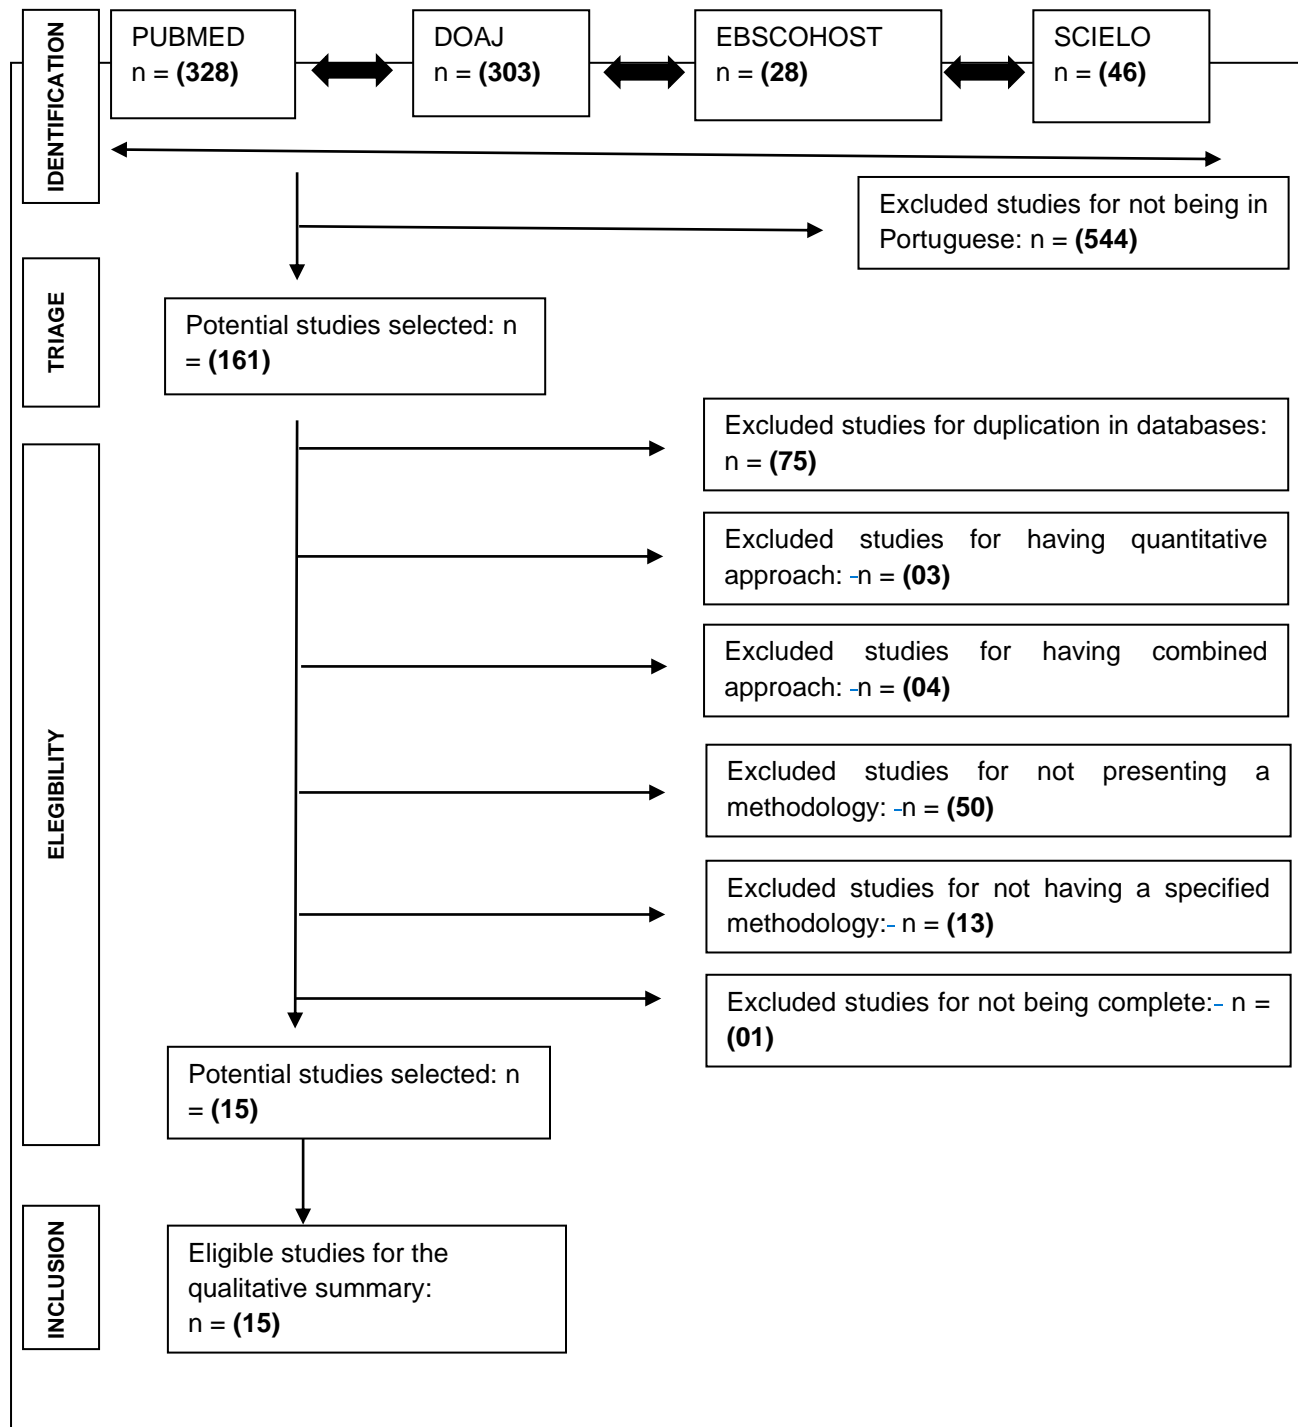 IDENTIFICATION
PUBMED
n = (328)
DOAJ
n = (303)
EBSCOHOST
n = (28)
SCIELO
n = (46)
Excluded studies for not being in
Portuguese: n = (544)
TRIAGE
Potential studies selected: n
= (161)
ELEGIBILITY
Excluded studies for duplication in databases:
n = (75)
Excluded studies for having quantitative
approach: -n = (03)
Excluded studies for having combined
approach: -n = (04)
Excluded studies for not presenting a
methodology: -n = (50)
Excluded studies for not having a specified
methodology:- n = (13)
Excluded studies for not being complete:- n =
(01)
Potential studies selected: n
= (15)
INCLUSION
Eligible studies for the
qualitative summary:
n = (15)